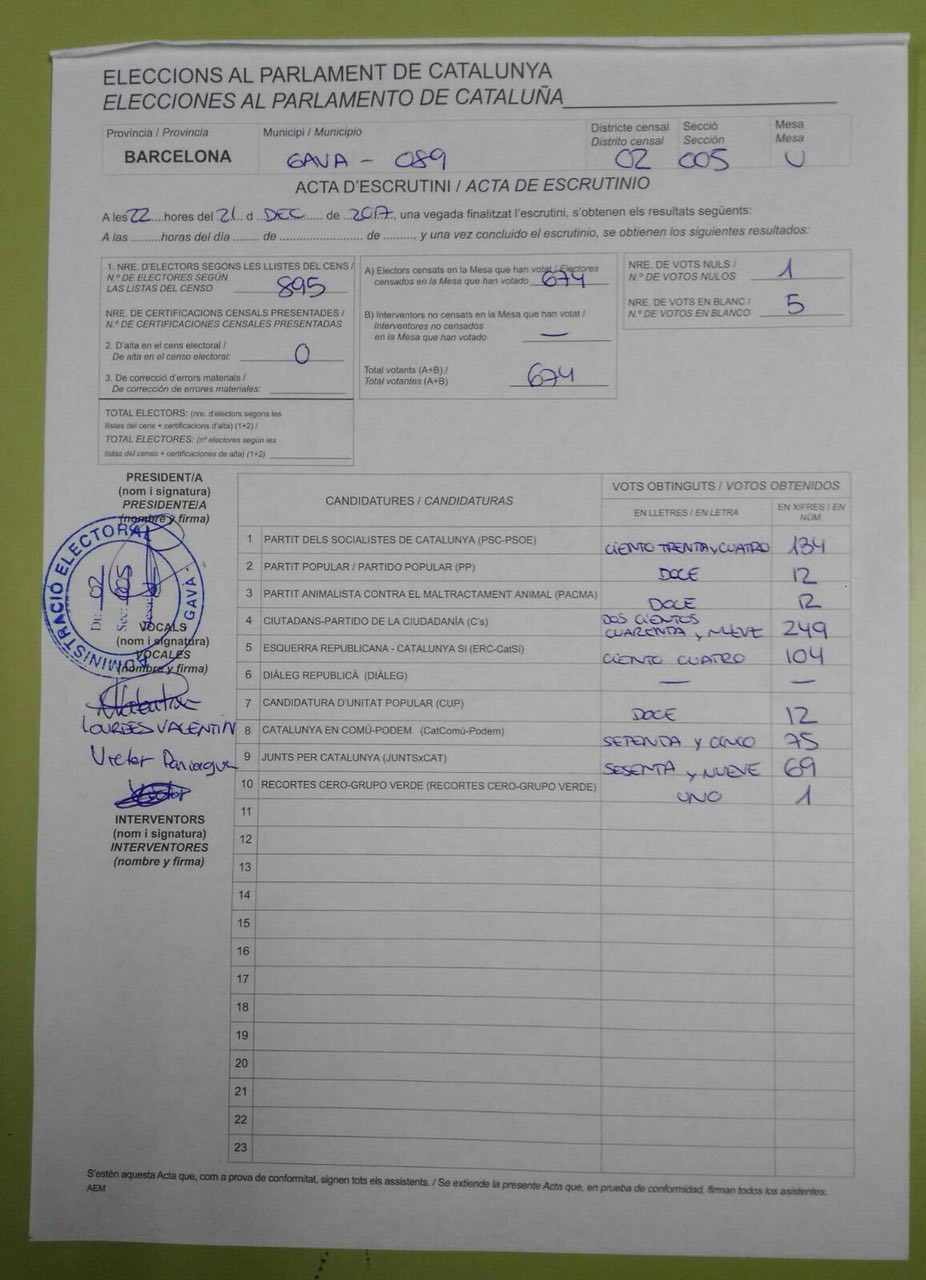 ELECCIONS AL PARLAMENT DE CATALUNYA
ELECCIONES AL PARLAMENTO DE CATALUÑA
Província / Provincia
BARCELONA
Municipi / Municipio
GAVA - 089
Districte censal
Distrito censal
02
Secció
Sección
005
Mesa
Mesa
U
ACTA D'ESCRUTINI / ACTA DE ESCRUTINIO
A les 22 hores del 21 d DEC de 2017, una vegada finalitzat l'escrutini, s'obtenen els resultats següents:
A las .........horas del día ........ de ......................... de ........., y una vez concluido el escrutinio, se obtienen los siguientes resultados:
1. NRE. D'ELECTORS SEGONS LES LLISTES DEL CENS /
N.º DE ELECTORES SEGÚN
LAS LISTAS DEL CENSO 895
NRE. DE CERTIFICACIONS CENSALS PRESENTADES /
N.º DE CERTIFICACIONES CENSALES PRESENTADAS
2. D'alta en el cens electoral /
De alta en el censo electoral: 0
3. De correcció d'errors materials /
De corrección de errores materiales:
TOTAL ELECTORS: (nre. d'electors segons les
llistes del cens + certificacions d'alta) (1+2) /
TOTAL ELECTORES: (nº electores según las
listas del censo + certificaciones de alta) (1+2)
A) Electors censats en la Mesa que han votat / Electores
censados en la Mesa que han votado 674
B) Interventors no censats en la Mesa que han votat /
Interventores no censados
en la Mesa que han votado —
Total votants (A+B) /
Total votantes (A+B) 674
NRE. DE VOTS NULS /
N.º DE VOTOS NULOS 1
NRE. DE VOTS EN BLANC /
N.º DE VOTOS EN BLANCO 5
PRESIDENT/A
(nom i signatura)
PRESIDENTE/A
(nombre y firma)
ADMINISTRACIÓ ELECTORAL
GAVÀ
Di: 02
Sec: 005
Mesa:
VOCALS
(nom i signatura)
VOCALES
(nombre y firma)
LOURDES VALENTIN
Victor Paniagua
INTERVENTORS
(nom i signatura)
INTERVENTORES
(nombre y firma)
CANDIDATURES / CANDIDATURAS
VOTS OBTINGUTS / VOTOS OBTENIDOS
EN LLETRES / EN LETRA
EN XIFRES / EN
NÚM.
1 PARTIT DELS SOCIALISTES DE CATALUNYA (PSC-PSOE) CIENTO TRENTA Y CUATRO 134
2 PARTIT POPULAR / PARTIDO POPULAR (PP) DOCE 12
3 PARTIT ANIMALISTA CONTRA EL MALTRACTAMENT ANIMAL (PACMA) DOCE 12
4 CIUTADANS-PARTIDO DE LA CIUDADANÍA (C's) DOS CIENTOS
CUARENTA y NUEVE 249
5 ESQUERRA REPUBLICANA - CATALUNYA SI (ERC-CatSí) CIENTO CUATRO 104
6 DIÀLEG REPUBLICÀ (DIÀLEG) — —
7 CANDIDATURA D'UNITAT POPULAR (CUP) DOCE 12
8 CATALUNYA EN COMÚ-PODEM (CatComú-Podem) SETENTA Y CINCO 75
9 JUNTS PER CATALUNYA (JUNTSxCAT) SESENTA y NUEVE 69
10 RECORTES CERO-GRUPO VERDE (RECORTES CERO-GRUPO VERDE) UNO 1
11
12
13
14
15
16
17
18
19
20
21
22
23
S'estén aquesta Acta que, com a prova de conformitat, signen tots els assistents. / Se extiende la presente Acta que, en prueba de conformidad, firman todos los asistentes.
AEM